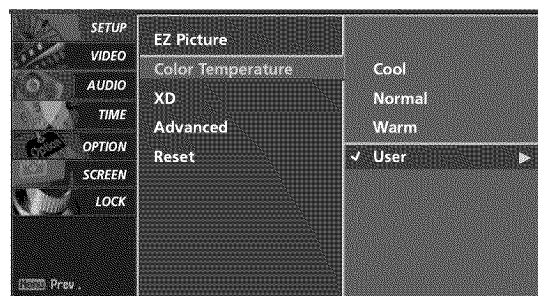 SETUP
VIDEO
AUDIO
TIME
OPTION
SCREEN
LOCK
EZ Picture
Color Temperature
XD
Advanced
Reset
Cool
Normal
Warm
✓ User ▶
Menu Prev.